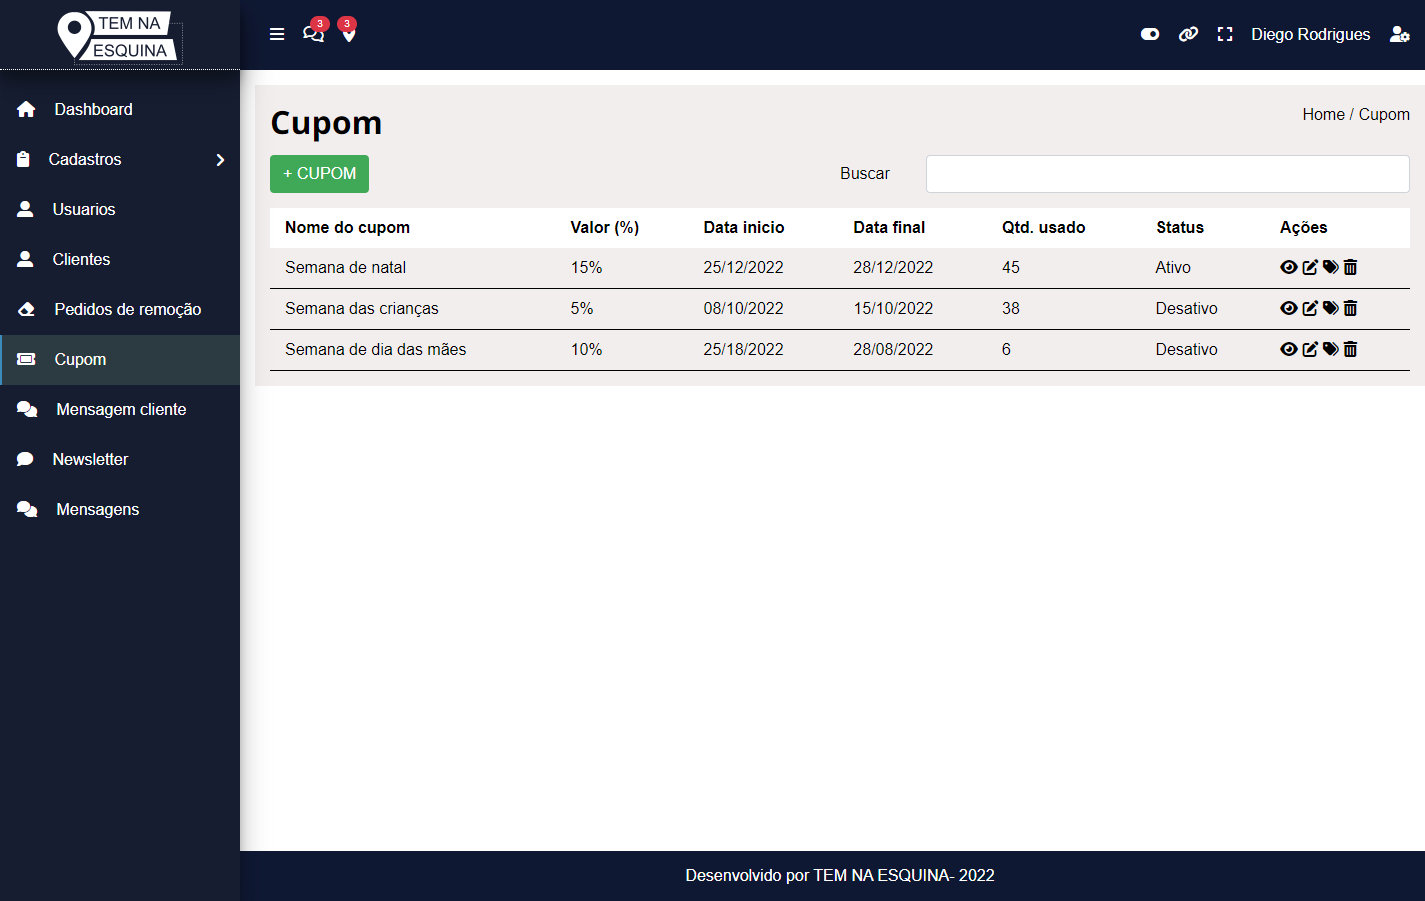 TEM NA
ESQUINA
3
3
Diego Rodrigues
Dashboard
Cadastros
Usuarios
Clientes
Pedidos de remoção
Cupom
Mensagem cliente
Newsletter
Mensagens
Cupom
Home / Cupom
+ CUPOM
Buscar
Nome do cupom Valor (%) Data inicio Data final Qtd. usado Status Ações
Semana de natal 15% 25/12/2022 28/12/2022 45 Ativo
Semana das crianças 5% 08/10/2022 15/10/2022 38 Desativo
Semana de dia das mães 10% 25/18/2022 28/08/2022 6 Desativo
Desenvolvido por TEM NA ESQUINA- 2022